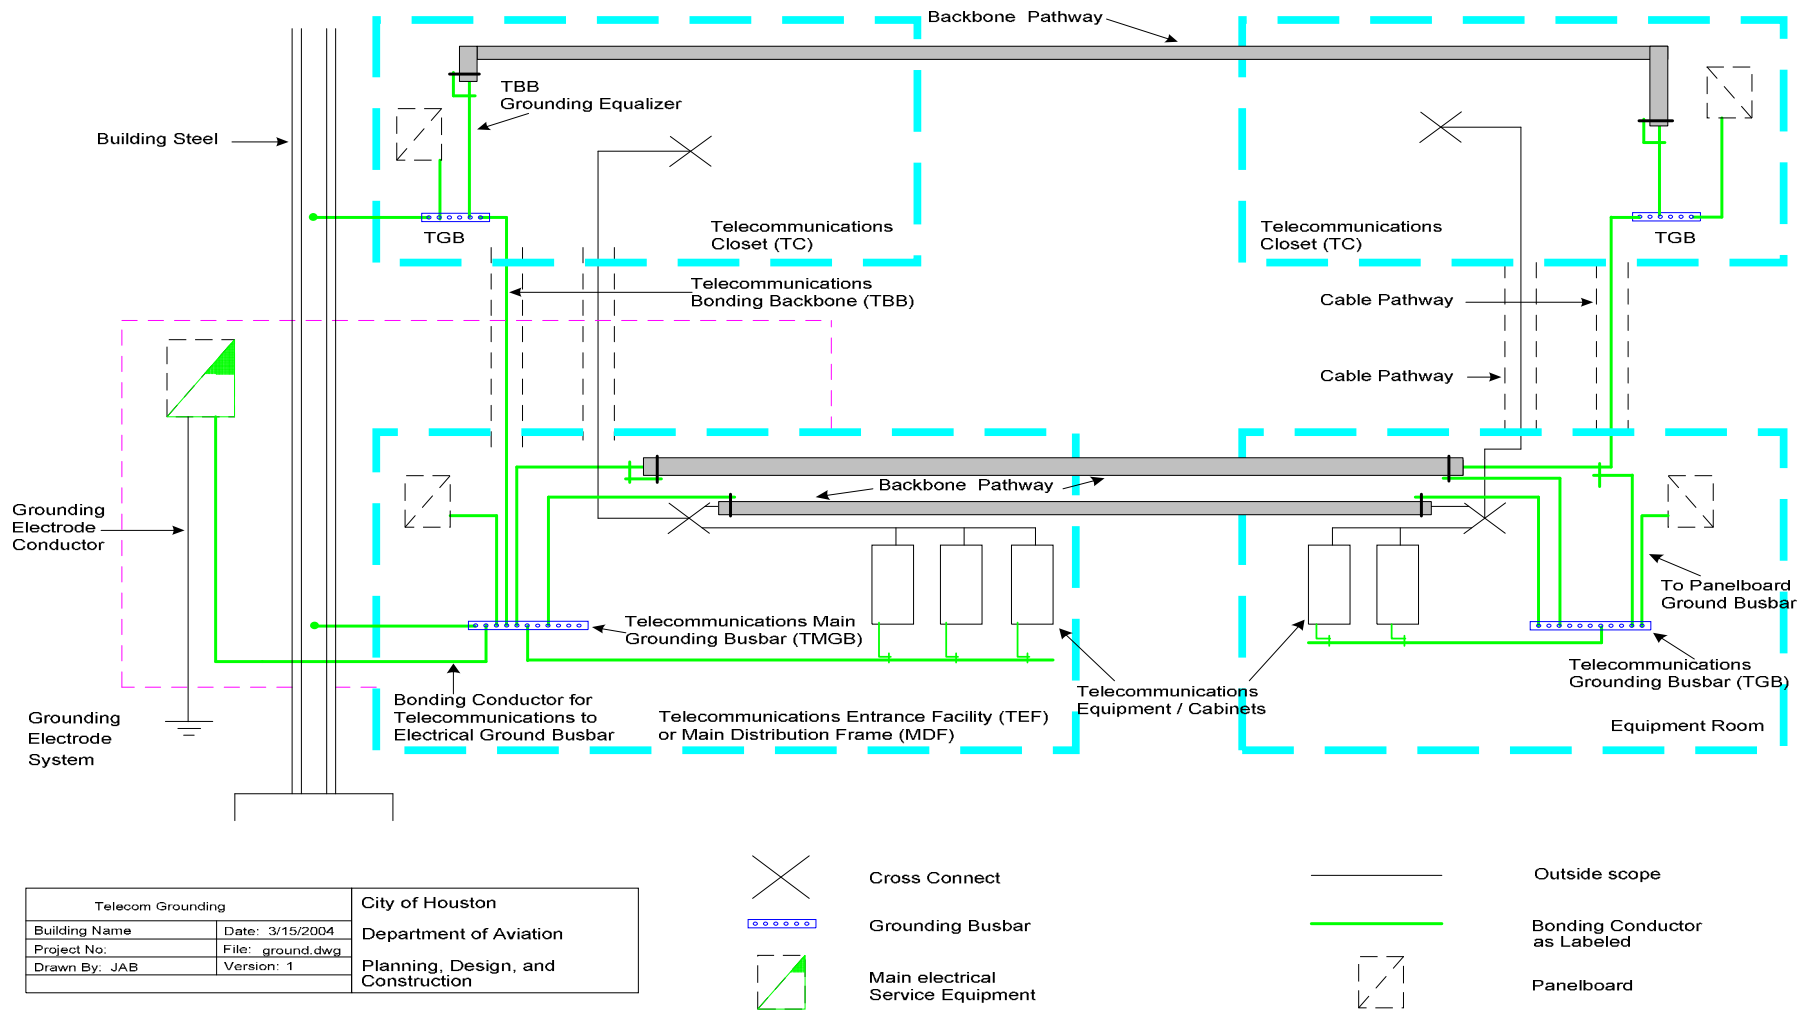 Backbone  Pathway
TBB
Grounding Equalizer
Building Steel
TGB
Telecommunications
Closet (TC)
Telecommunications
Closet (TC)
TGB
Telecommunications
Bonding Backbone (TBB)
Cable Pathway
Cable Pathway
Backbone  Pathway
Grounding
Electrode
Conductor
To Panelboard
Ground Busbar
Telecommunications Main
Grounding Busbar (TMGB)
Telecommunications
Grounding Busbar (TGB)
Bonding Conductor for
Telecommunications to
Electrical Ground Busbar
Telecommunications
Equipment / Cabinets
Grounding
Electrode
System
Telecommunications Entrance Facility (TEF)
or Main Distribution Frame (MDF)
Equipment Room
Telecom Grounding
Building Name
Date:  3/15/2004
Project No:
File:  ground.dwg
Drawn By:  JAB
Version: 1
City of Houston
Department of Aviation
Planning, Design, and
Construction
Cross Connect
Grounding Busbar
Main electrical
Service Equipment
Outside scope
Bonding Conductor
as Labeled
Panelboard